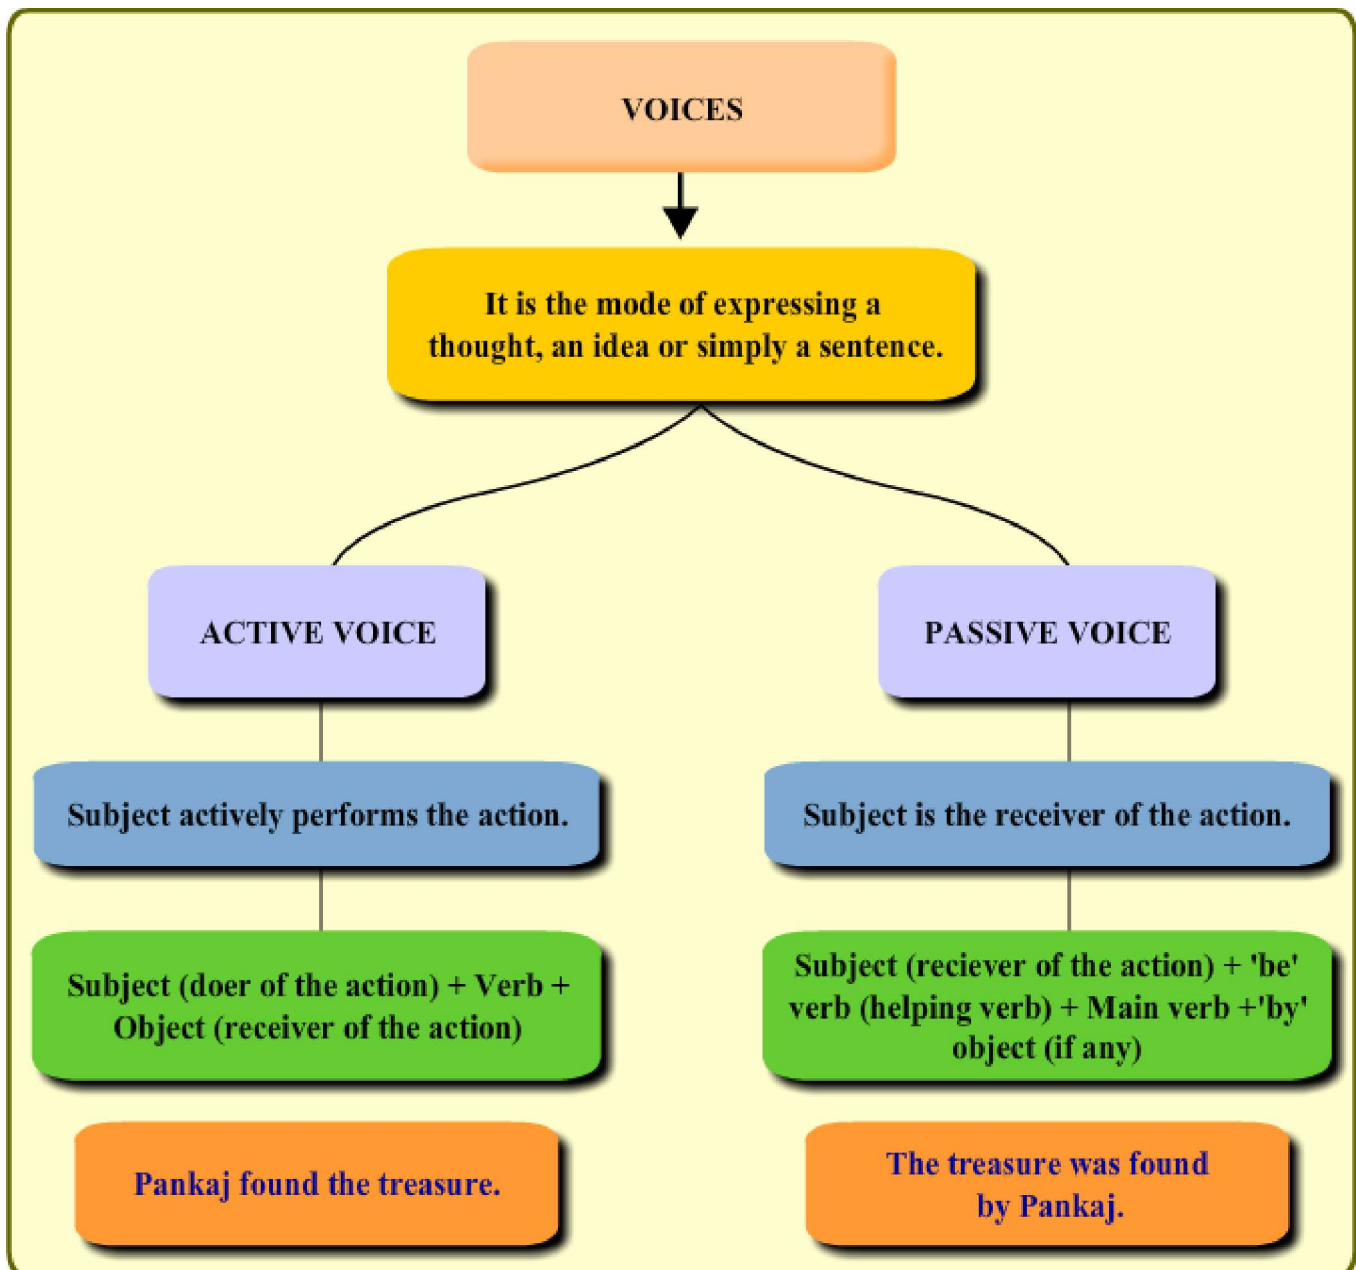 VOICES
It is the mode of expressing a
thought, an idea or simply a sentence.
ACTIVE VOICE
PASSIVE VOICE
Subject actively performs the action.
Subject is the receiver of the action.
Subject (doer of the action) + Verb +
Object (receiver of the action)
Subject (reciever of the action) + 'be'
verb (helping verb) + Main verb +'by'
object (if any)
Pankaj found the treasure.
The treasure was found
by Pankaj.